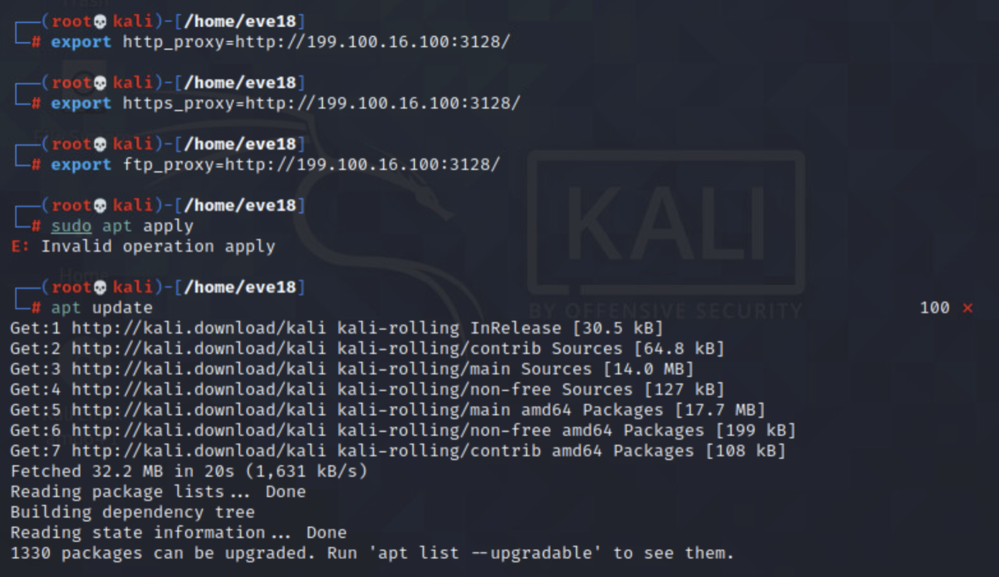 Trash
┌──(root💀kali)-[/home/eve18]
└─# export http_proxy=http://199.100.16.100:3128/
┌──(root💀kali)-[/home/eve18]
└─# export https_proxy=http://199.100.16.100:3128/
┌──(root💀kali)-[/home/eve18]
└─# export ftp_proxy=http://199.100.16.100:3128/
┌──(root💀kali)-[/home/eve18]
└─# sudo apt apply
E: Invalid operation apply
Home
┌──(root💀kali)-[/home/eve18]
└─# apt update 100 ⨯
KALI
BY OFFENSIVE SECURITY
Get:1 http://kali.download/kali kali-rolling InRelease [30.5 kB]
Get:2 http://kali.download/kali kali-rolling/contrib Sources [64.8 kB]
Get:3 http://kali.download/kali kali-rolling/main Sources [14.0 MB]
Get:4 http://kali.download/kali kali-rolling/non-free Sources [127 kB]
Get:5 http://kali.download/kali kali-rolling/main amd64 Packages [17.7 MB]
Get:6 http://kali.download/kali kali-rolling/non-free amd64 Packages [199 kB]
Get:7 http://kali.download/kali kali-rolling/contrib amd64 Packages [108 kB]
Fetched 32.2 MB in 20s (1,631 kB/s)
Reading package lists... Done
Building dependency tree
Reading state information... Done
1330 packages can be upgraded. Run 'apt list --upgradable' to see them.